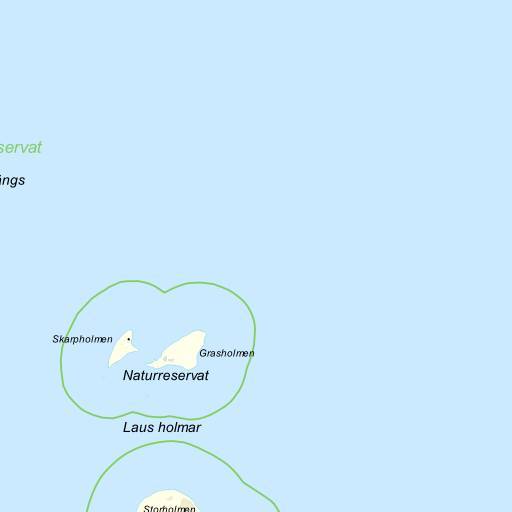 servat
ings
Skarpholmen
Grasholmen
Naturreservat
Laus holmar
Storholmen